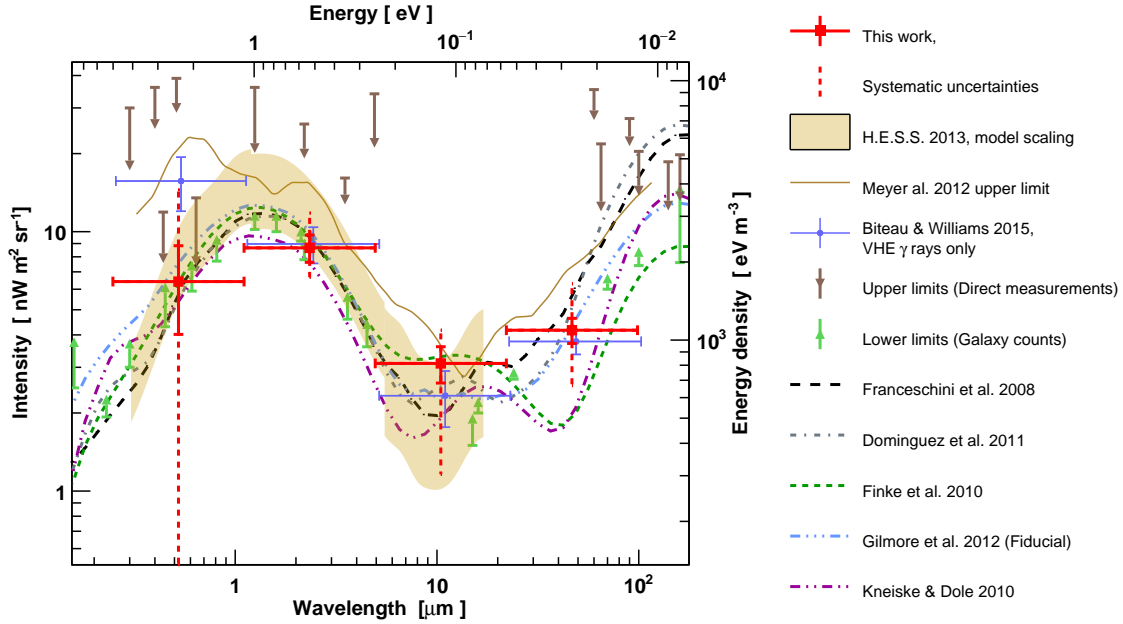 Energy [ eV ]
1
10⁻¹
10⁻²
Intensity [ nW m² sr¹ ]
10
1
10⁴
10³
Energy density [ eV m⁻³ ]
1
10
10²
Wavelength [μm ]
This work,
Systematic uncertainties
H.E.S.S. 2013, model scaling
Meyer al. 2012 upper limit
Biteau & Williams 2015,
VHE γ rays only
Upper limits (Direct measurements)
Lower limits (Galaxy counts)
Franceschini et al. 2008
Dominguez et al. 2011
Finke et al. 2010
Gilmore et al. 2012 (Fiducial)
Kneiske & Dole 2010